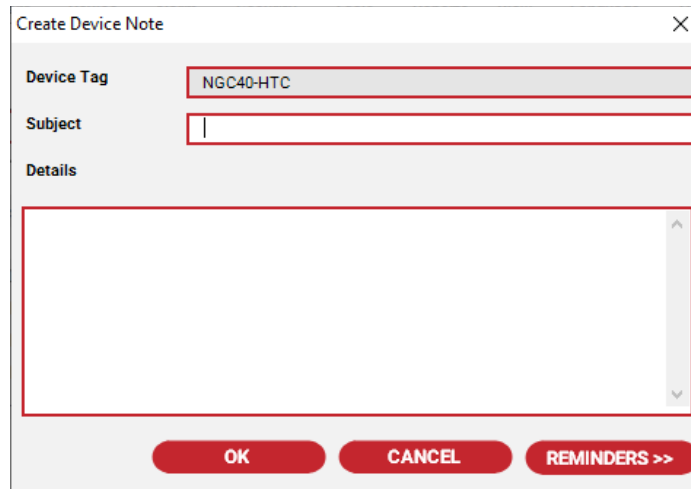 Create Device Note
Device Tag
NGC40-HTC
Subject
Details
OK CANCEL REMINDERS >>